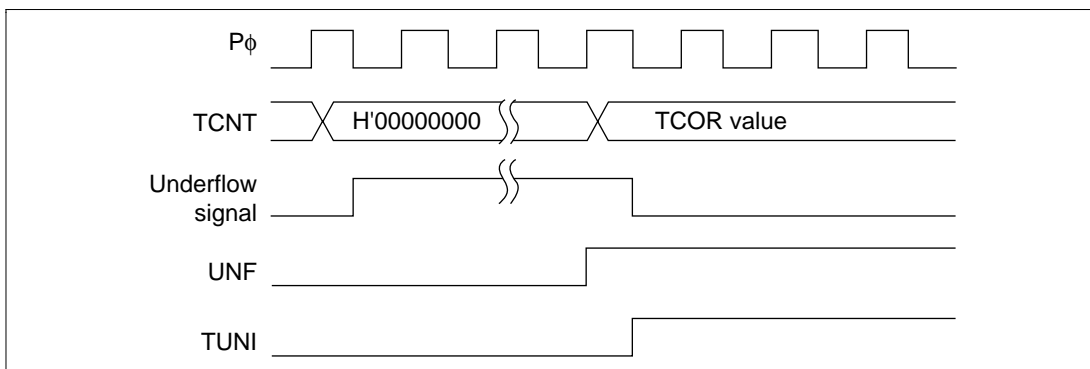 Pϕ
TCNT H'00000000 TCOR value
Underflow
signal
UNF
TUNI